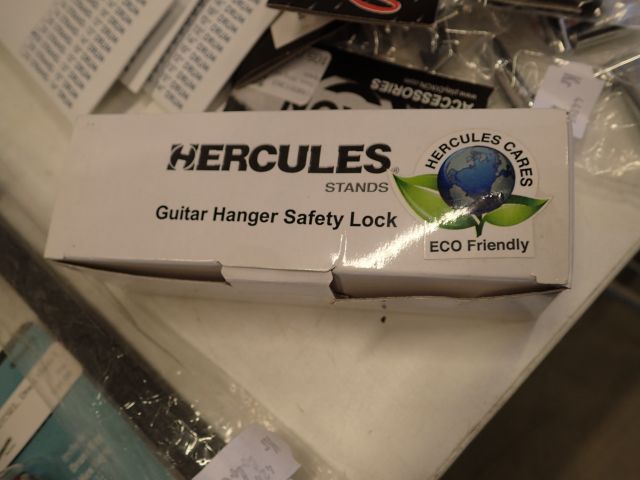 HERCULES
STANDS
Guitar Hanger Safety Lock
HERCULES CARES
ECO Friendly
ACCESSORIES